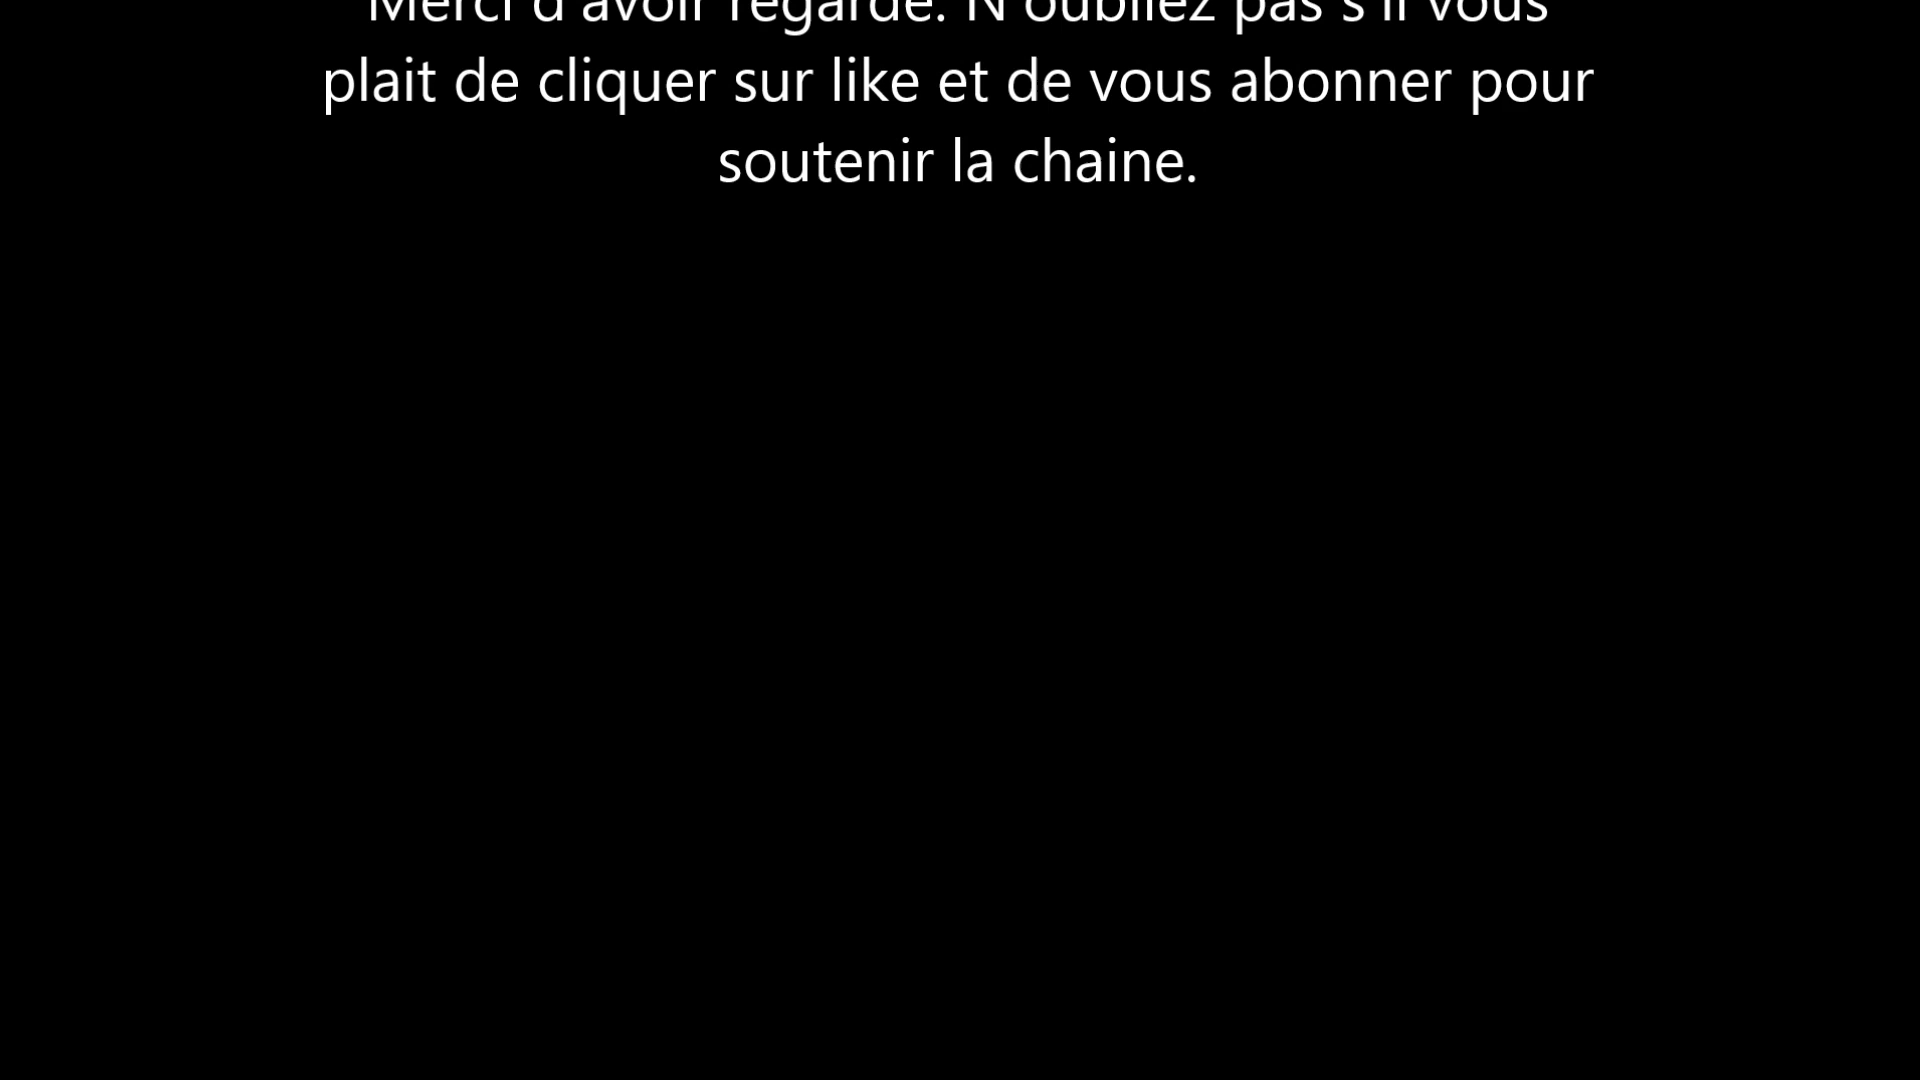 Merci d'avoir regardé. N'oubliez pas s'il vous
plait de cliquer sur like et de vous abonner pour
soutenir la chaine.